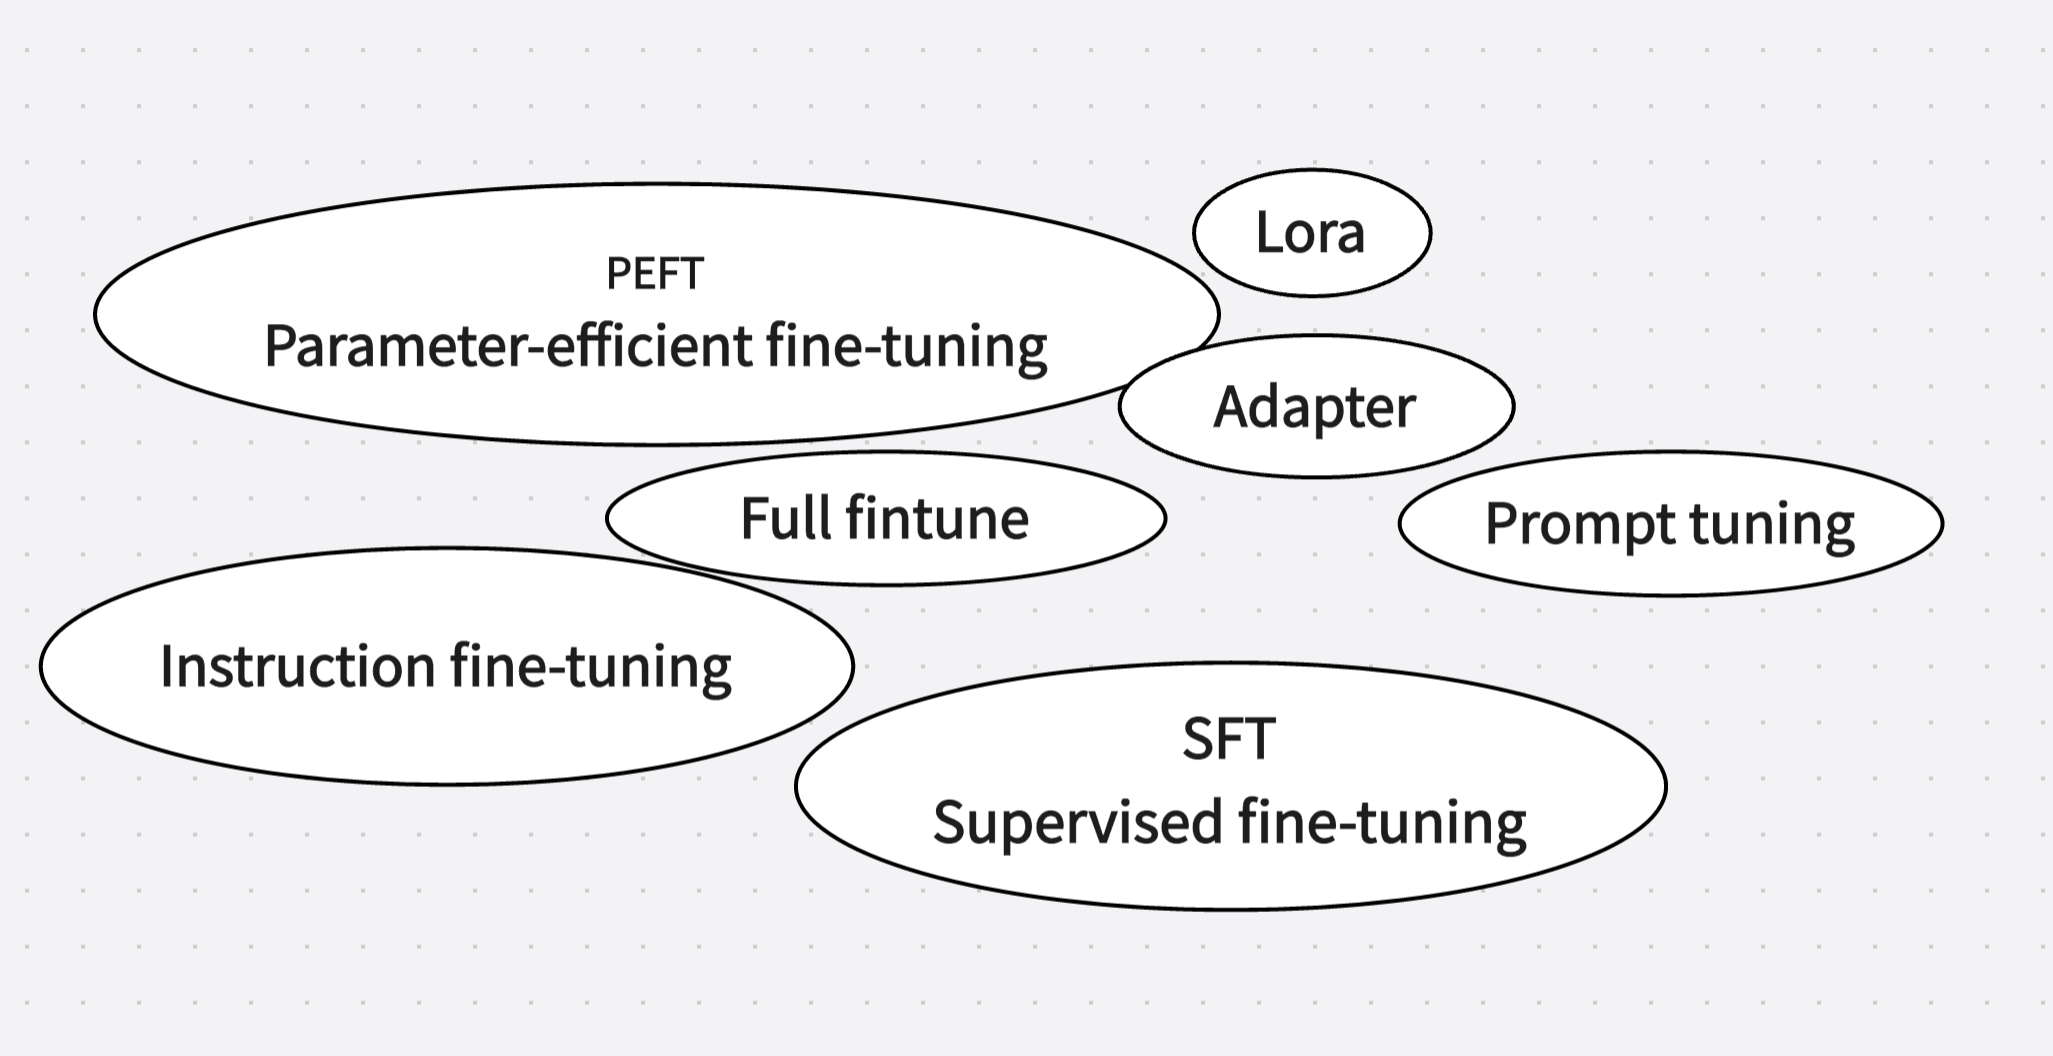 Lora
PEFT
Parameter-efficient fine-tuning
Adapter
Full fintune
Prompt tuning
Instruction fine-tuning
SFT
Supervised fine-tuning